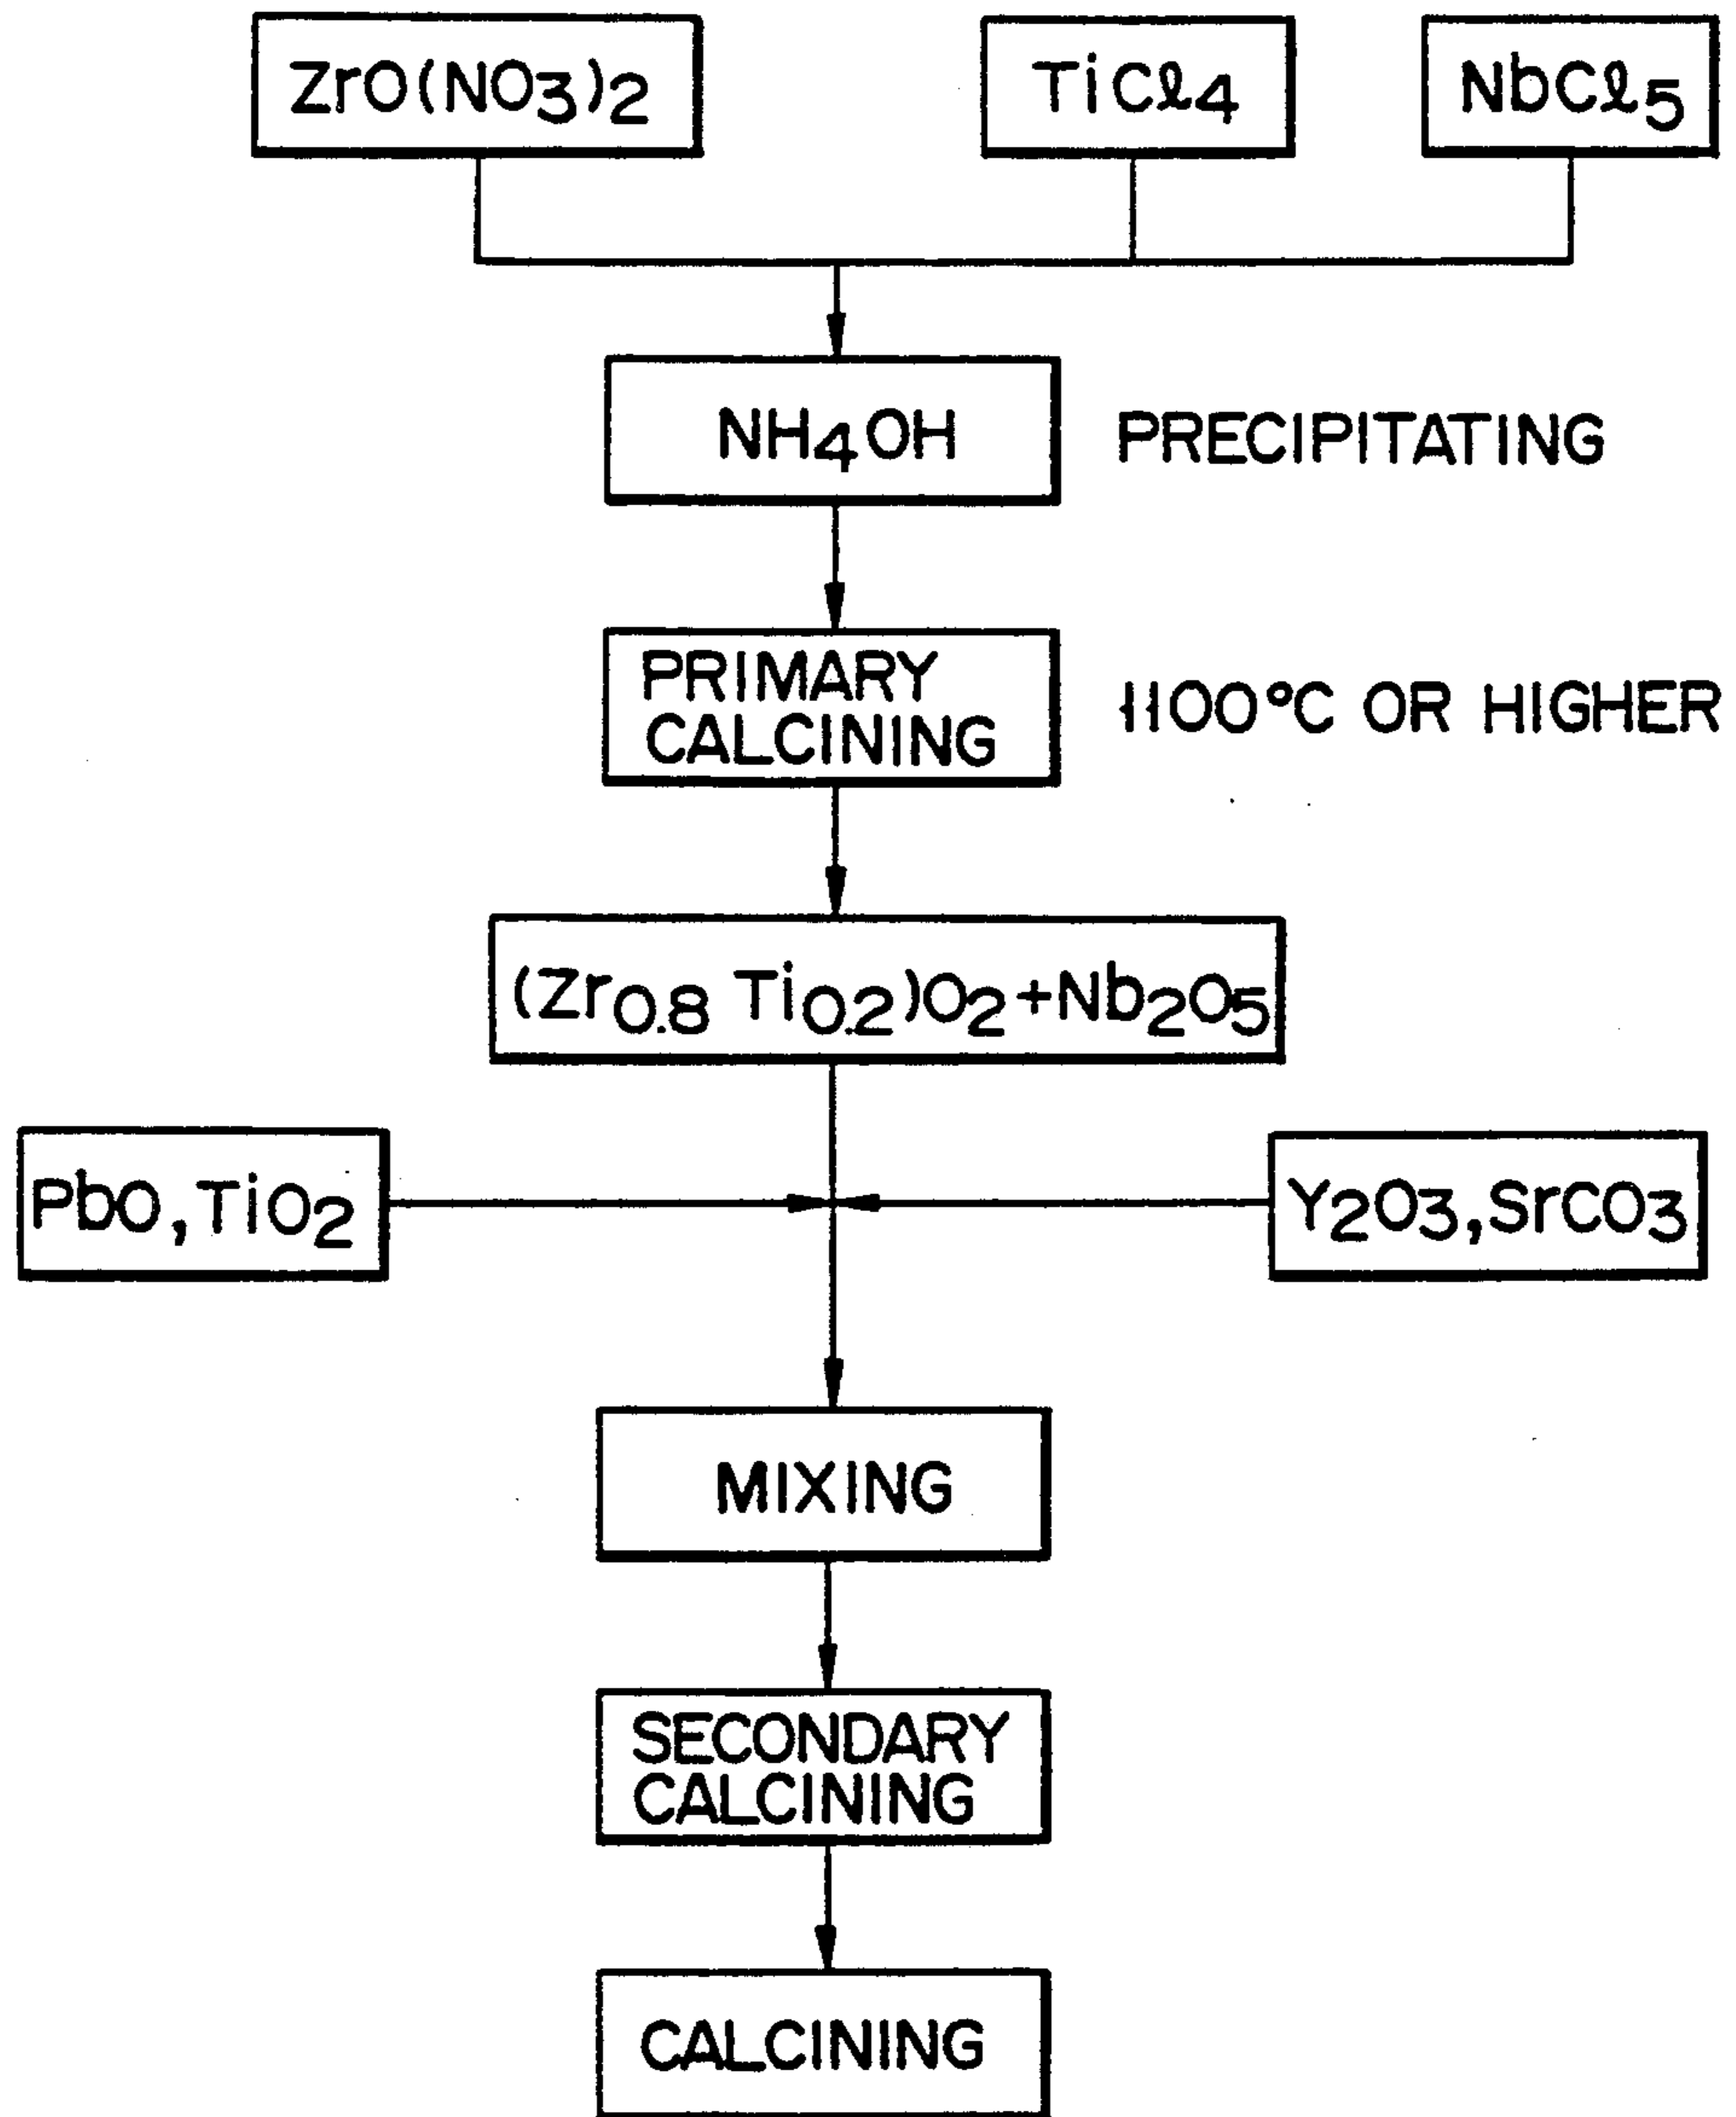 ZrO(NO3)2
TiCl4
NbCl5
NH4OH
PRECIPITATING
PRIMARY
CALCINING
1100°C OR HIGHER
(Zr0.8 Ti0.2)O2+Nb2O5
PbO,TiO2
Y2O3,SrCO3
MIXING
SECONDARY
CALCINING
CALCINING